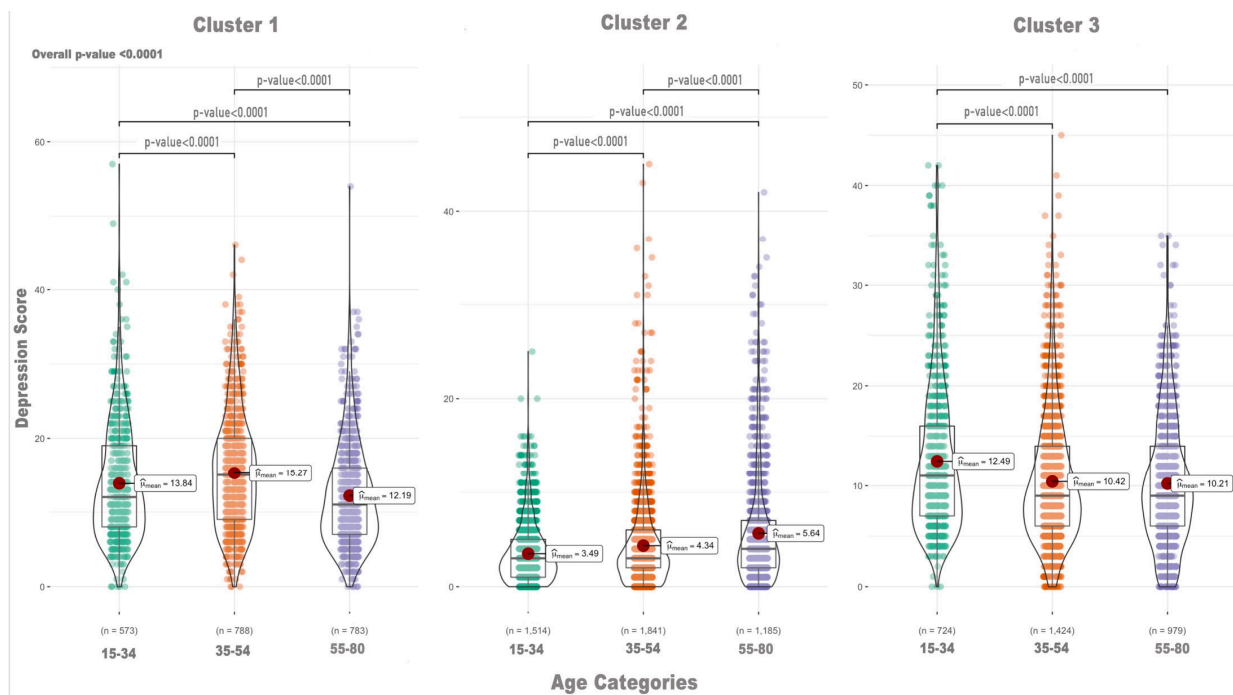 Cluster 1
Cluster 2
Cluster 3
Overall p-value <0.0001
p-value<0.0001
p-value<0.0001
p-value<0.0001
p-value<0.0001
p-value<0.0001
p-value<0.0001
p-value<0.0001
p-value<0.0001
Depression Score
60
40
20
0
μ̂mean = 13.84
μ̂mean = 15.27
μ̂mean = 12.19
40
20
0
μ̂mean = 3.49
μ̂mean = 4.34
μ̂mean = 5.64
50
40
30
20
10
0
μ̂mean = 12.49
μ̂mean = 10.42
μ̂mean = 10.21
(n = 573)
(n = 788)
(n = 783)
(n = 1,514)
(n = 1,841)
(n = 1,185)
(n = 724)
(n = 1,424)
(n = 979)
15-34
35-54
55-80
15-34
35-54
55-80
15-34
35-54
55-80
Age Categories